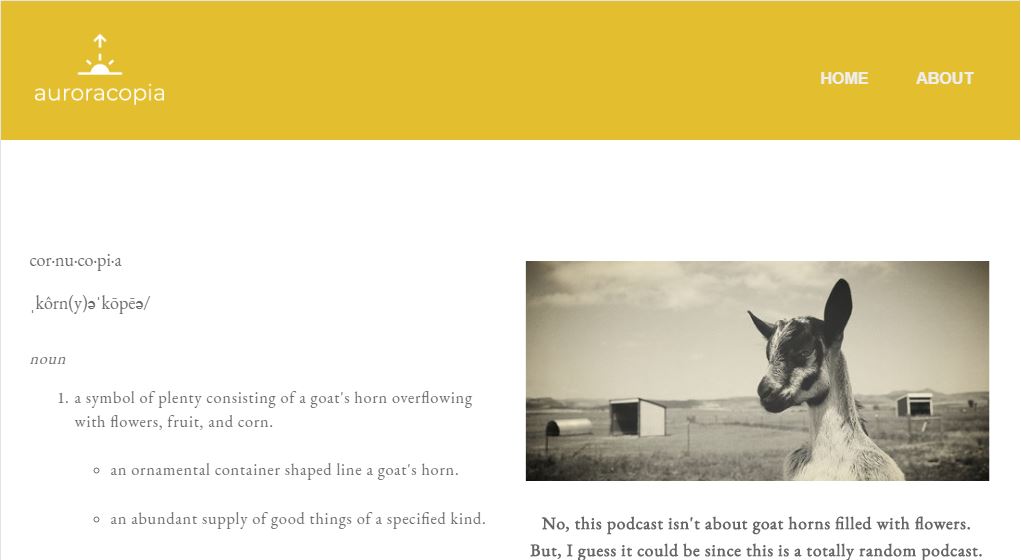 auroracopia
HOME
ABOUT
cor·nu·co·pi·a
ˌkôrn(y)əˈkōpēə/
noun
1. a symbol of plenty consisting of a goat's horn overflowing
with flowers, fruit, and corn.
◦ an ornamental container shaped line a goat's horn.
◦ an abundant supply of good things of a specified kind.
No, this podcast isn't about goat horns filled with flowers.
But, I guess it could be since this is a totally random podcast.